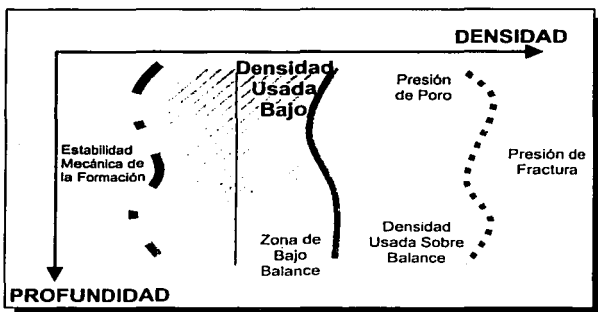 DENSIDAD
Densidad
Usada
Bajo
Presión
de Poro
Estabilidad
Mecánica de
la Formación
Presión de
Fractura
Zona de
Bajo
Balance
Densidad
Usada Sobre
Balance
PROFUNDIDAD